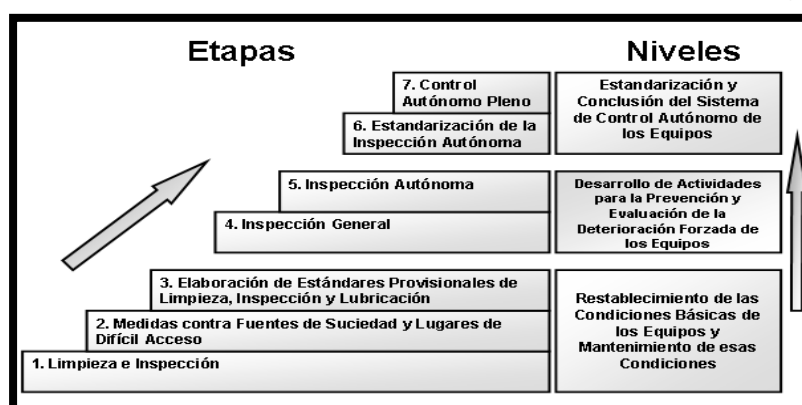 Etapas
Niveles
7. Control
Autónomo Pleno
6. Estandarización de la
Inspección Autónoma
Estandarización y
Conclusión del Sistema
de Control Autónomo de
los Equipos
5. Inspección Autónoma
4. Inspección General
Desarrollo de Actividades
para la Prevención y
Evaluación de la
Deterioración Forzada de
los Equipos
3. Elaboración de Estándares Provisionales de
Limpieza, Inspección y Lubricación
2. Medidas contra Fuentes de Suciedad y Lugares de
Difícil Acceso
1. Limpieza e Inspección
Restablecimiento de las
Condiciones Básicas de
los Equipos y
Mantenimiento de esas
Condiciones